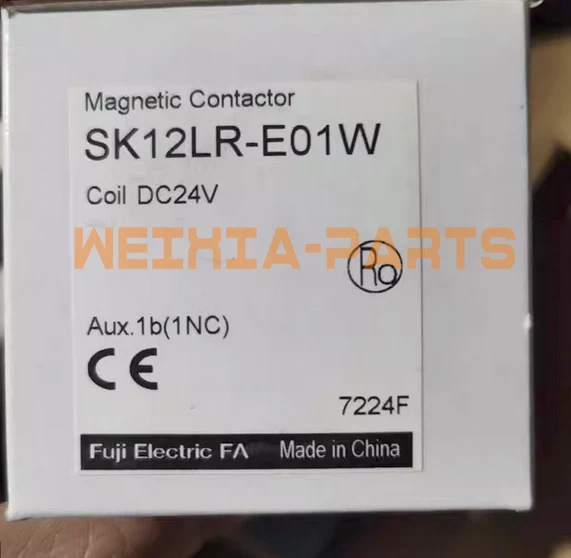 Magnetic Contactor
SK12LR-E01W
Coil DC24V
WEIXIA-PARTS
Ro
Aux.1b(1NC)
CE
7224F
Fuji Electric FA Made in China